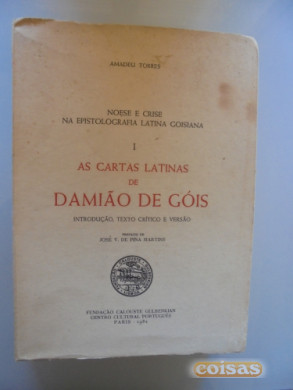 AMADEU TORRES
NOESE E CRISE
NA EPISTOLOGRAFIA LATINA GOISIANA
I
AS CARTAS LATINAS
DE
DAMIÃO DE GÓIS
INTRODUÇÃO, TEXTO CRÍTICO E VERSÃO
PREFÁCIO DE
JOSÉ V. DE PINA MARTINS
FUNDAÇÃO CALOUSTE GULBENKIAN
CENTRO CULTURAL PORTUGUÊS
PARIS - 1982
coisas